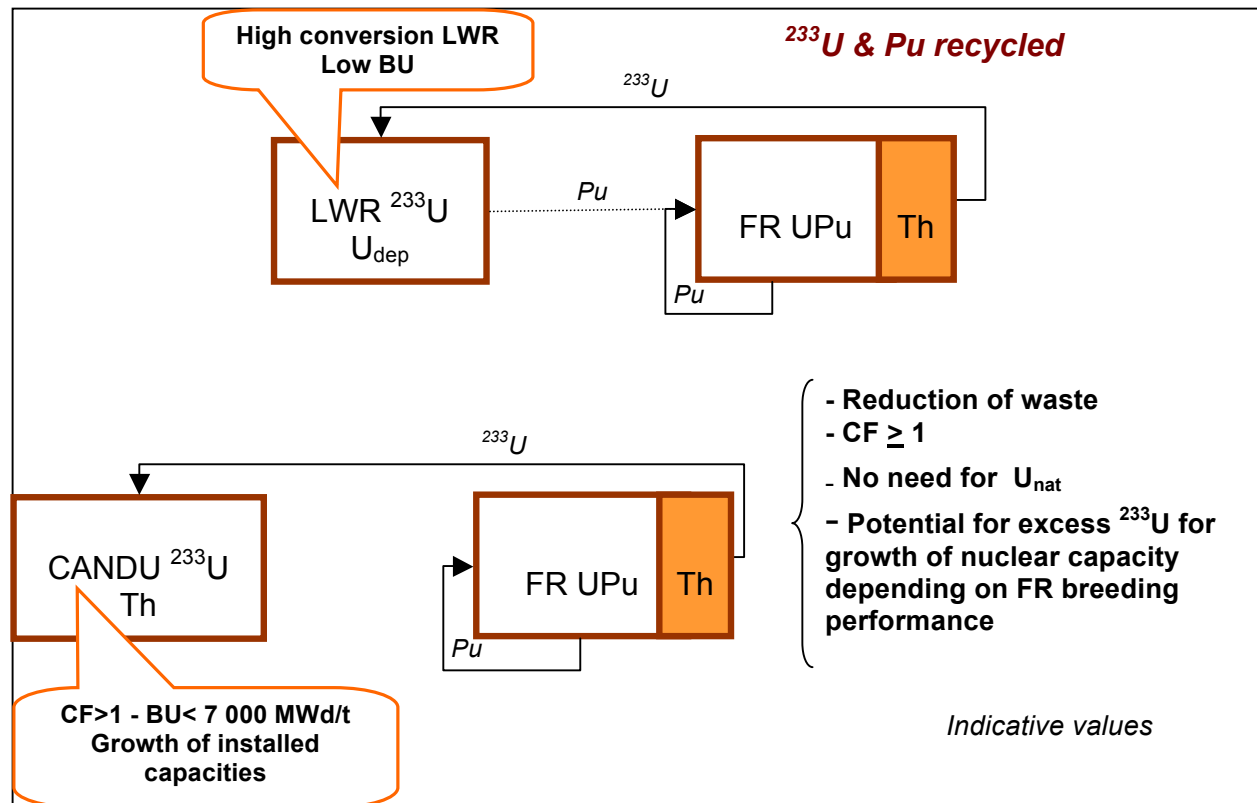 High conversion LWR
Low BU
²³³U & Pu recycled
²³³U
LWR ²³³U
U_dep
Pu
FR UPu
Th
Pu
²³³U
CANDU ²³³U
Th
FR UPu
Th
Pu
- Reduction of waste
- CF ≥ 1
- No need for U_nat
- Potential for excess ²³³U for
growth of nuclear capacity
depending on FR breeding
performance
CF>1 - BU< 7 000 MWd/t
Growth of installed
capacities
Indicative values